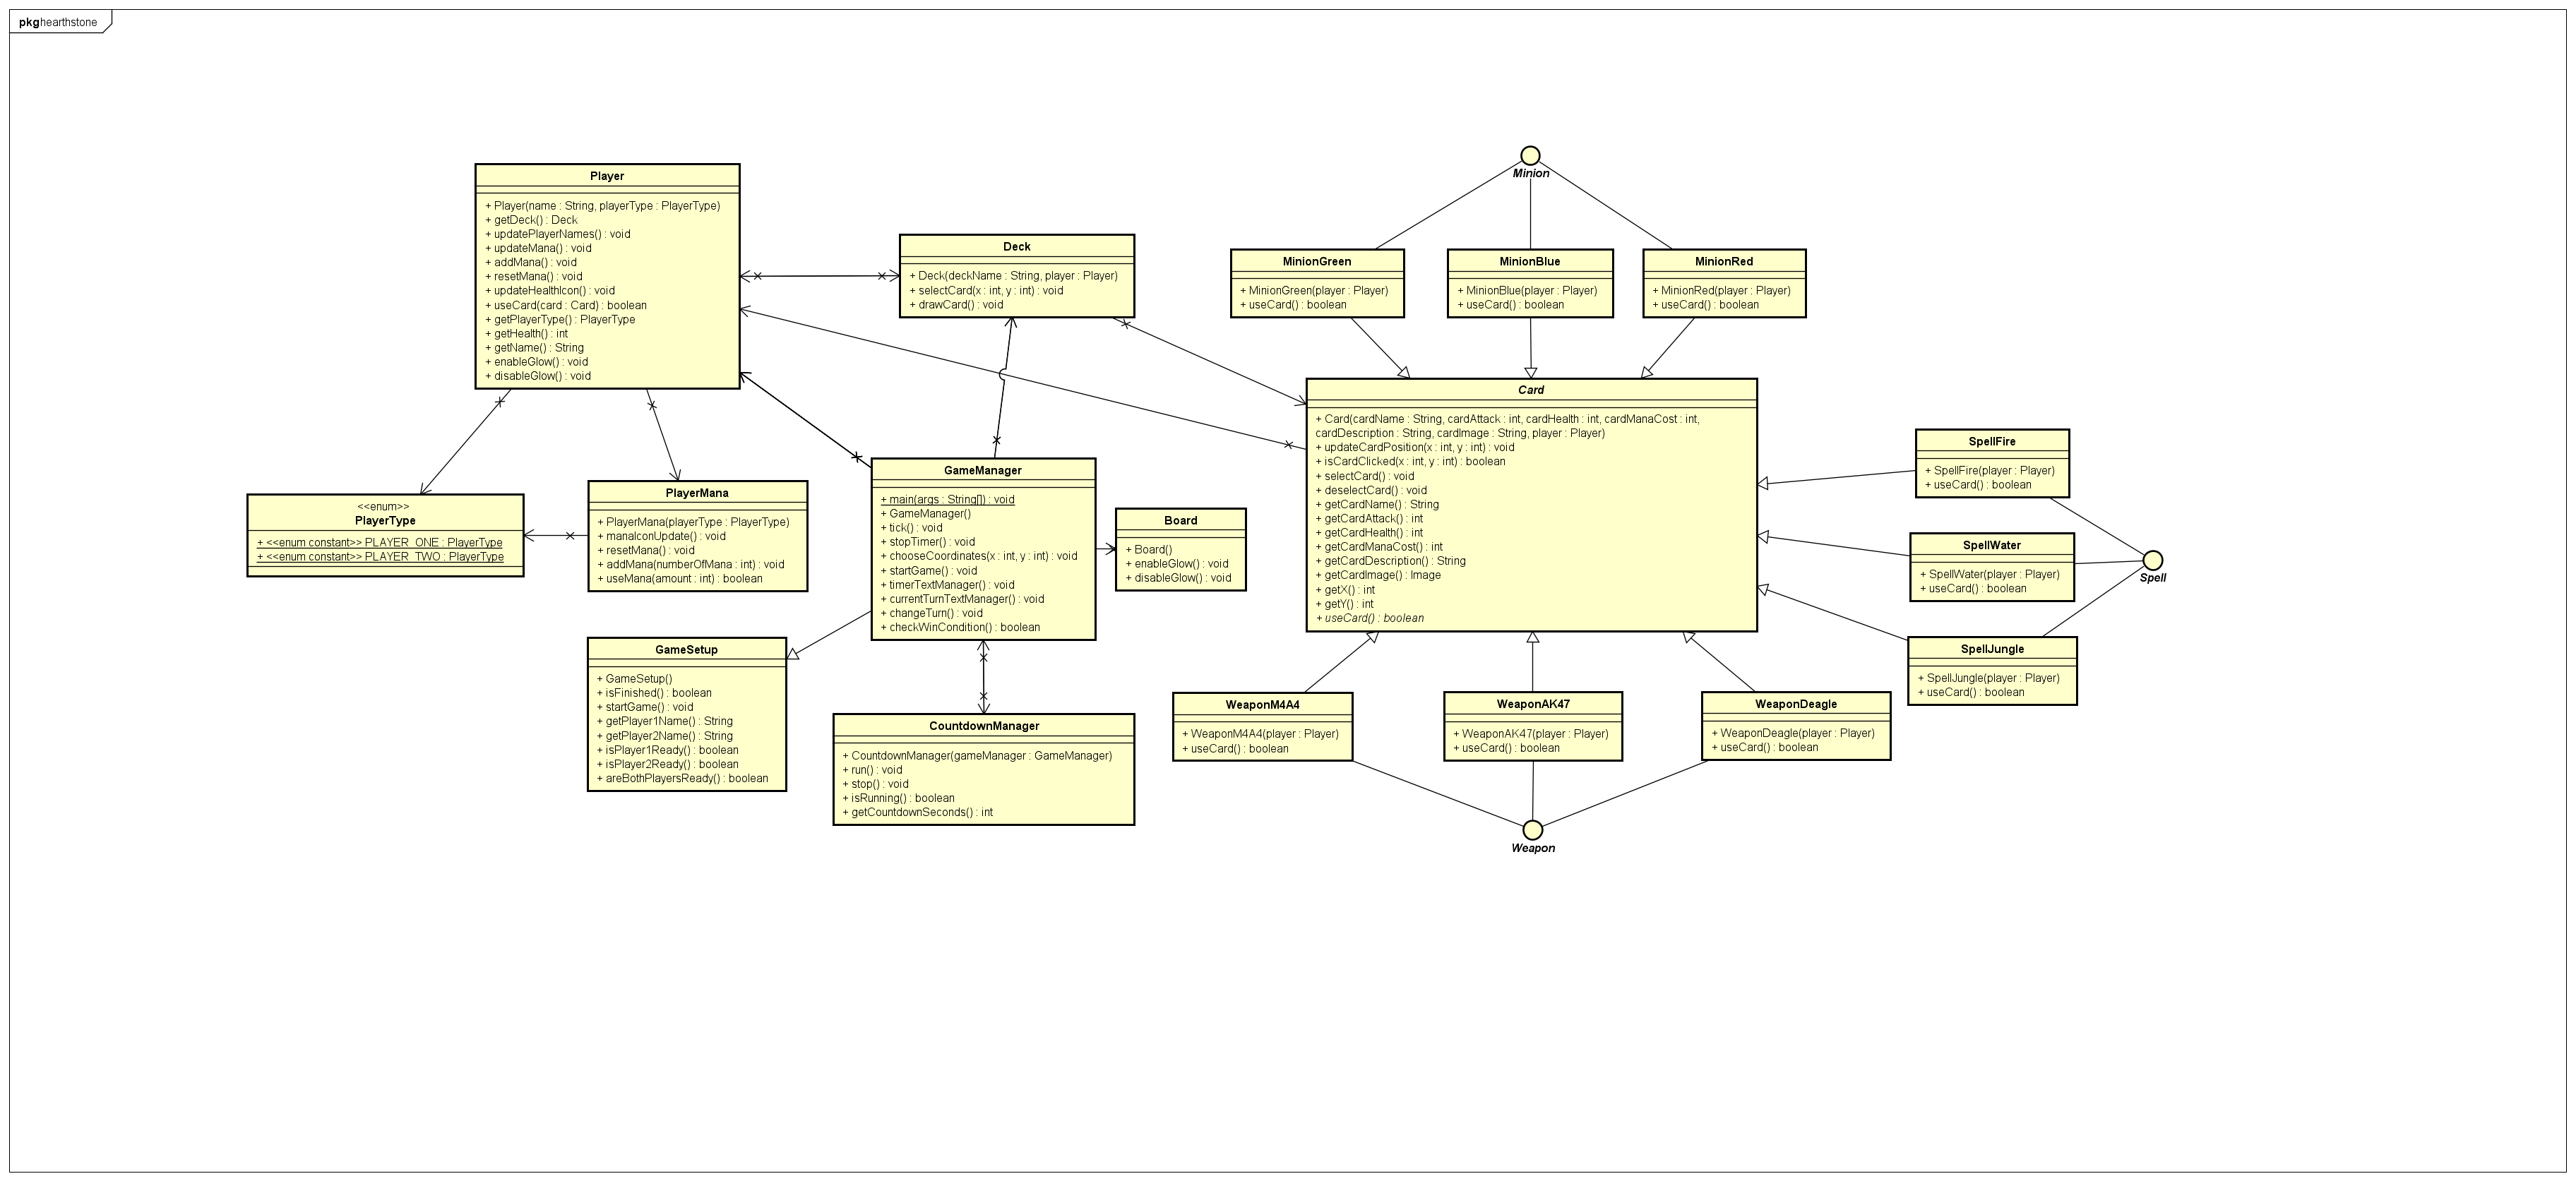 pkg hearthstone
Minion
Player
+ Player(name : String, playerType : PlayerType)
+ getDeck() : Deck
+ updatePlayerNames() : void
+ updateMana() : void
+ addMana() : void
+ resetMana() : void
+ updateHealthIcon() : void
+ useCard(card : Card) : boolean
+ getPlayerType() : PlayerType
+ getHealth() : int
+ getName() : String
+ enableGlow() : void
+ disableGlow() : void
Deck
+ Deck(deckName : String, player : Player)
+ selectCard(x : int, y : int) : void
+ drawCard() : void
MinionGreen
+ MinionGreen(player : Player)
+ useCard() : boolean
MinionBlue
+ MinionBlue(player : Player)
+ useCard() : boolean
MinionRed
+ MinionRed(player : Player)
+ useCard() : boolean
Card
+ Card(cardName : String, cardAttack : int, cardHealth : int, cardManaCost : int,
cardDescription : String, cardImage : String, player : Player)
+ updateCardPosition(x : int, y : int) : void
+ isCardClicked(x : int, y : int) : boolean
+ selectCard() : void
+ deselectCard() : void
+ getCardName() : String
+ getCardAttack() : int
+ getCardHealth() : int
+ getCardManaCost() : int
+ getCardDescription() : String
+ getCardImage() : Image
+ getX() : int
+ getY() : int
+ useCard() : boolean
SpellFire
+ SpellFire(player : Player)
+ useCard() : boolean
SpellWater
+ SpellWater(player : Player)
+ useCard() : boolean
Spell
SpellJungle
+ SpellJungle(player : Player)
+ useCard() : boolean
<<enum>>
PlayerType
+ <<enum constant>> PLAYER_ONE : PlayerType
+ <<enum constant>> PLAYER_TWO : PlayerType
PlayerMana
+ PlayerMana(playerType : PlayerType)
+ manaIconUpdate() : void
+ resetMana() : void
+ addMana(numberOfMana : int) : void
+ useMana(amount : int) : boolean
GameManager
+ main(args : String[]) : void
+ GameManager()
+ tick() : void
+ stopTimer() : void
+ chooseCoordinates(x : int, y : int) : void
+ startGame() : void
+ timerTextManager() : void
+ currentTurnTextManager() : void
+ changeTurn() : void
+ checkWinCondition() : boolean
Board
+ Board()
+ enableGlow() : void
+ disableGlow() : void
GameSetup
+ GameSetup()
+ isFinished() : boolean
+ startGame() : void
+ getPlayer1Name() : String
+ getPlayer2Name() : String
+ isPlayer1Ready() : boolean
+ isPlayer2Ready() : boolean
+ areBothPlayersReady() : boolean
CountdownManager
+ CountdownManager(gameManager : GameManager)
+ run() : void
+ stop() : void
+ isRunning() : boolean
+ getCountdownSeconds() : int
WeaponM4A4
+ WeaponM4A4(player : Player)
+ useCard() : boolean
WeaponAK47
+ WeaponAK47(player : Player)
+ useCard() : boolean
WeaponDeagle
+ WeaponDeagle(player : Player)
+ useCard() : boolean
Weapon